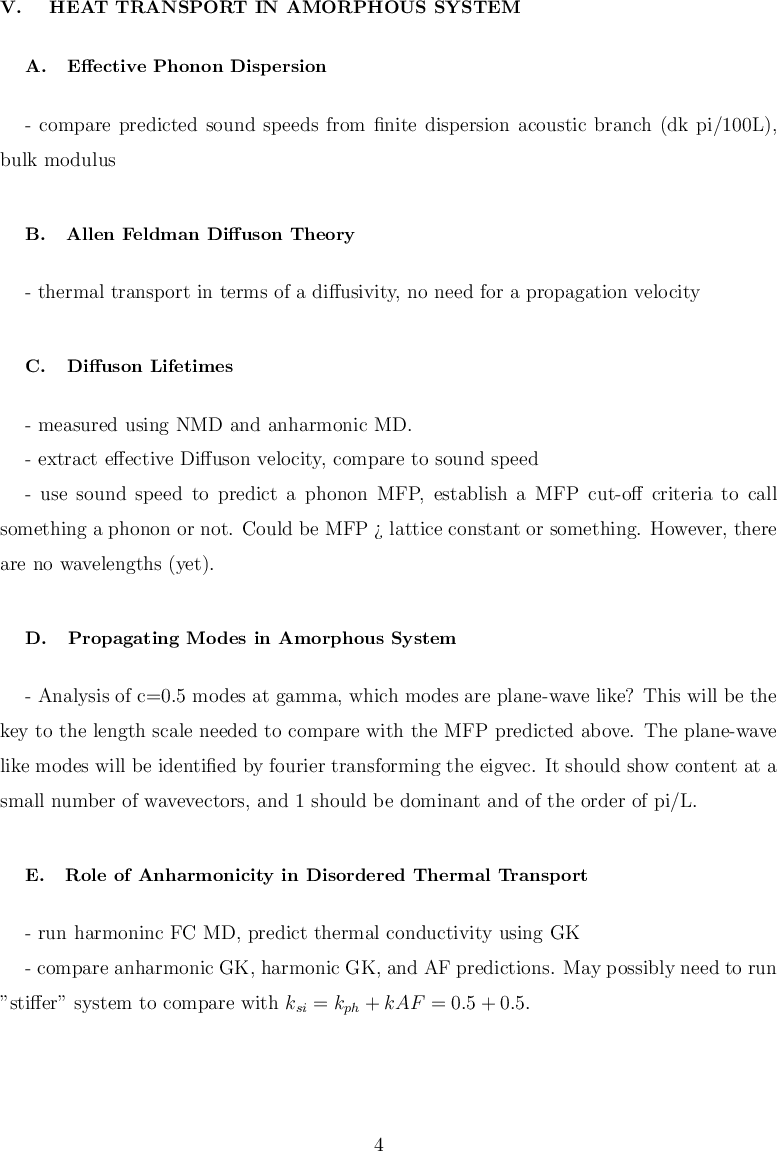 V. HEAT TRANSPORT IN AMORPHOUS SYSTEM
A. Effective Phonon Dispersion
- compare predicted sound speeds from finite dispersion acoustic branch (dk pi/100L),
bulk modulus
B. Allen Feldman Diffuson Theory
- thermal transport in terms of a diffusivity, no need for a propagation velocity
C. Diffuson Lifetimes
- measured using NMD and anharmonic MD.
- extract effective Diffuson velocity, compare to sound speed
- use sound speed to predict a phonon MFP, establish a MFP cut-off criteria to call
something a phonon or not. Could be MFP ¿ lattice constant or something. However, there
are no wavelengths (yet).
D. Propagating Modes in Amorphous System
- Analysis of c=0.5 modes at gamma, which modes are plane-wave like? This will be the
key to the length scale needed to compare with the MFP predicted above. The plane-wave
like modes will be identified by fourier transforming the eigvec. It should show content at a
small number of wavevectors, and 1 should be dominant and of the order of pi/L.
E. Role of Anharmonicity in Disordered Thermal Transport
- run harmoninc FC MD, predict thermal conductivity using GK
- compare anharmonic GK, harmonic GK, and AF predictions. May possibly need to run
”stiffer” system to compare with $k_{si} = k_{ph} + kAF = 0.5 + 0.5$.
4